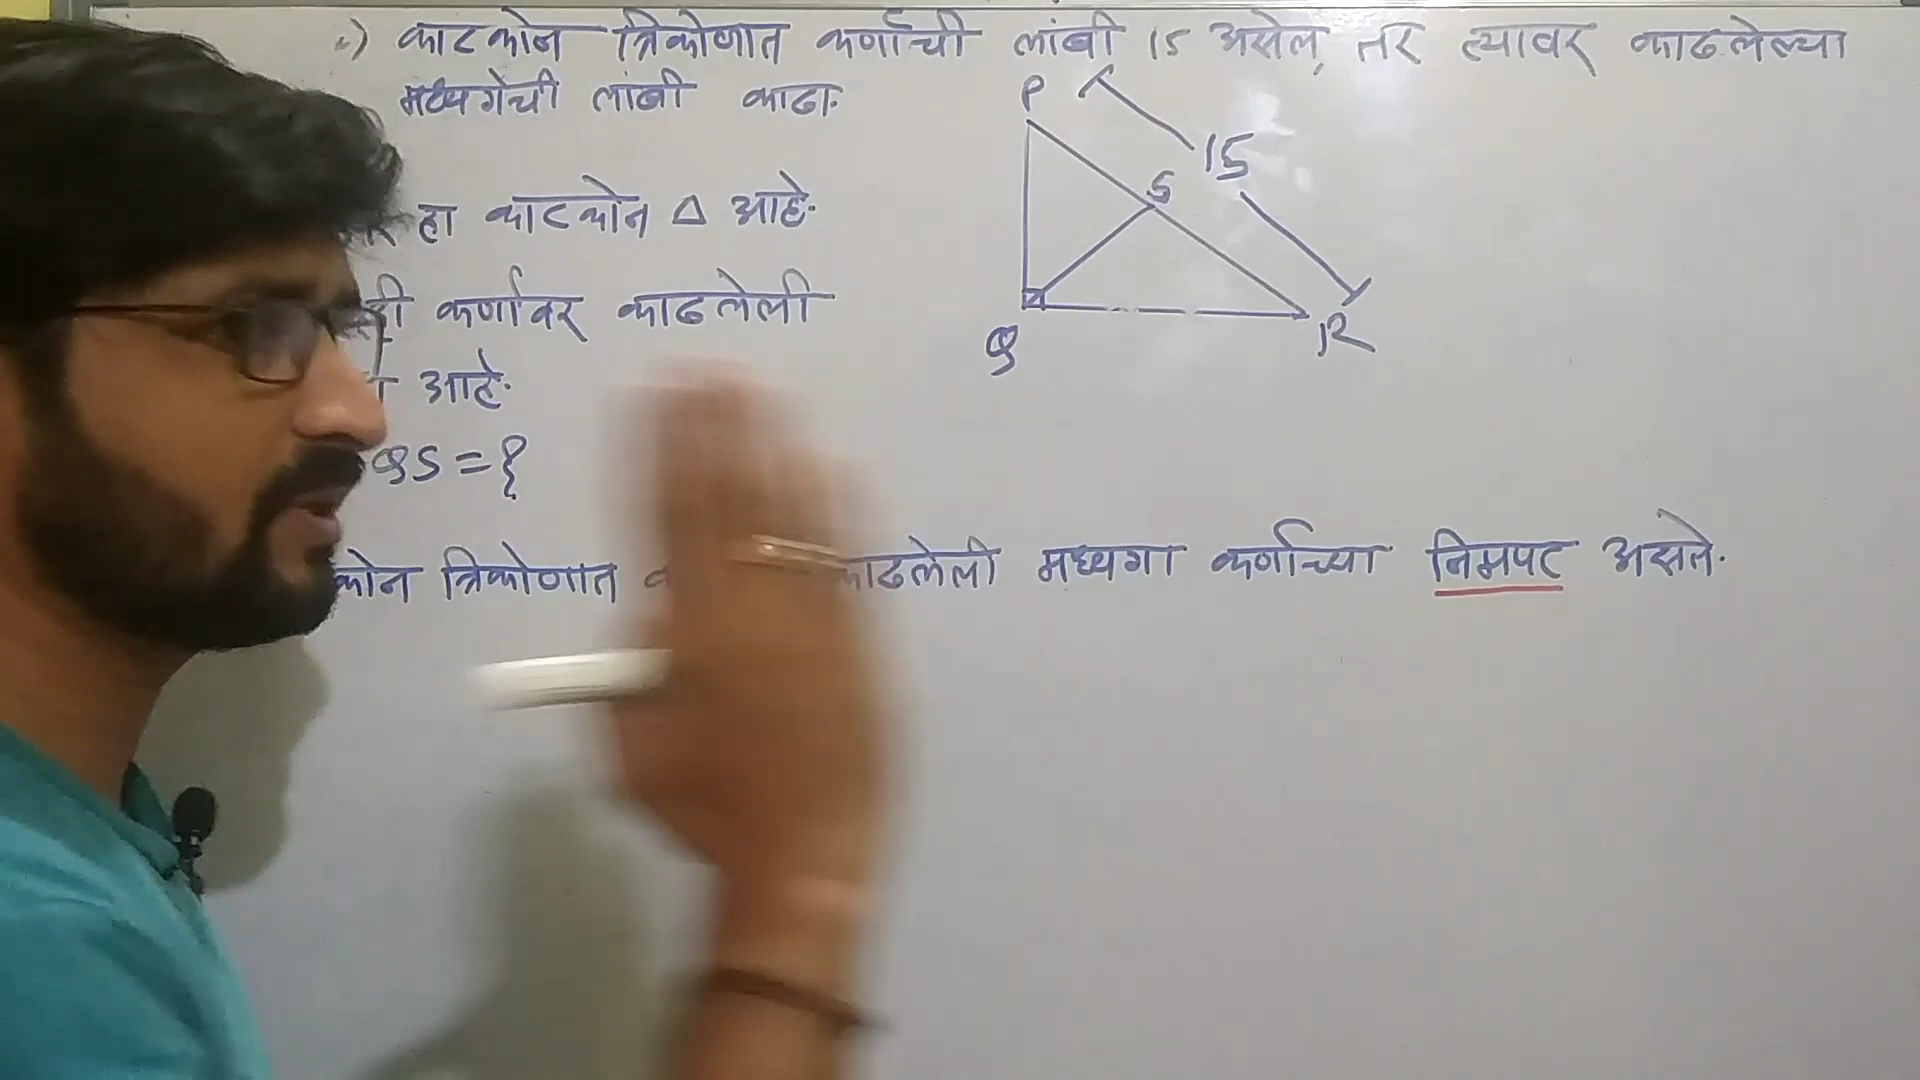 काटकोन त्रिकोणात कर्णाची लांबी 15 असेल, तर त्यावर काढलेल्या
मध्यगेची लांबी काढा.
P
15
S
हा काटकोन Δ आहे.
कर्णावर काढलेली
Q
R
आहे.
QS = ?
कोन त्रिकोणात काढलेली मध्यगा कर्णाच्या निमपट असते.